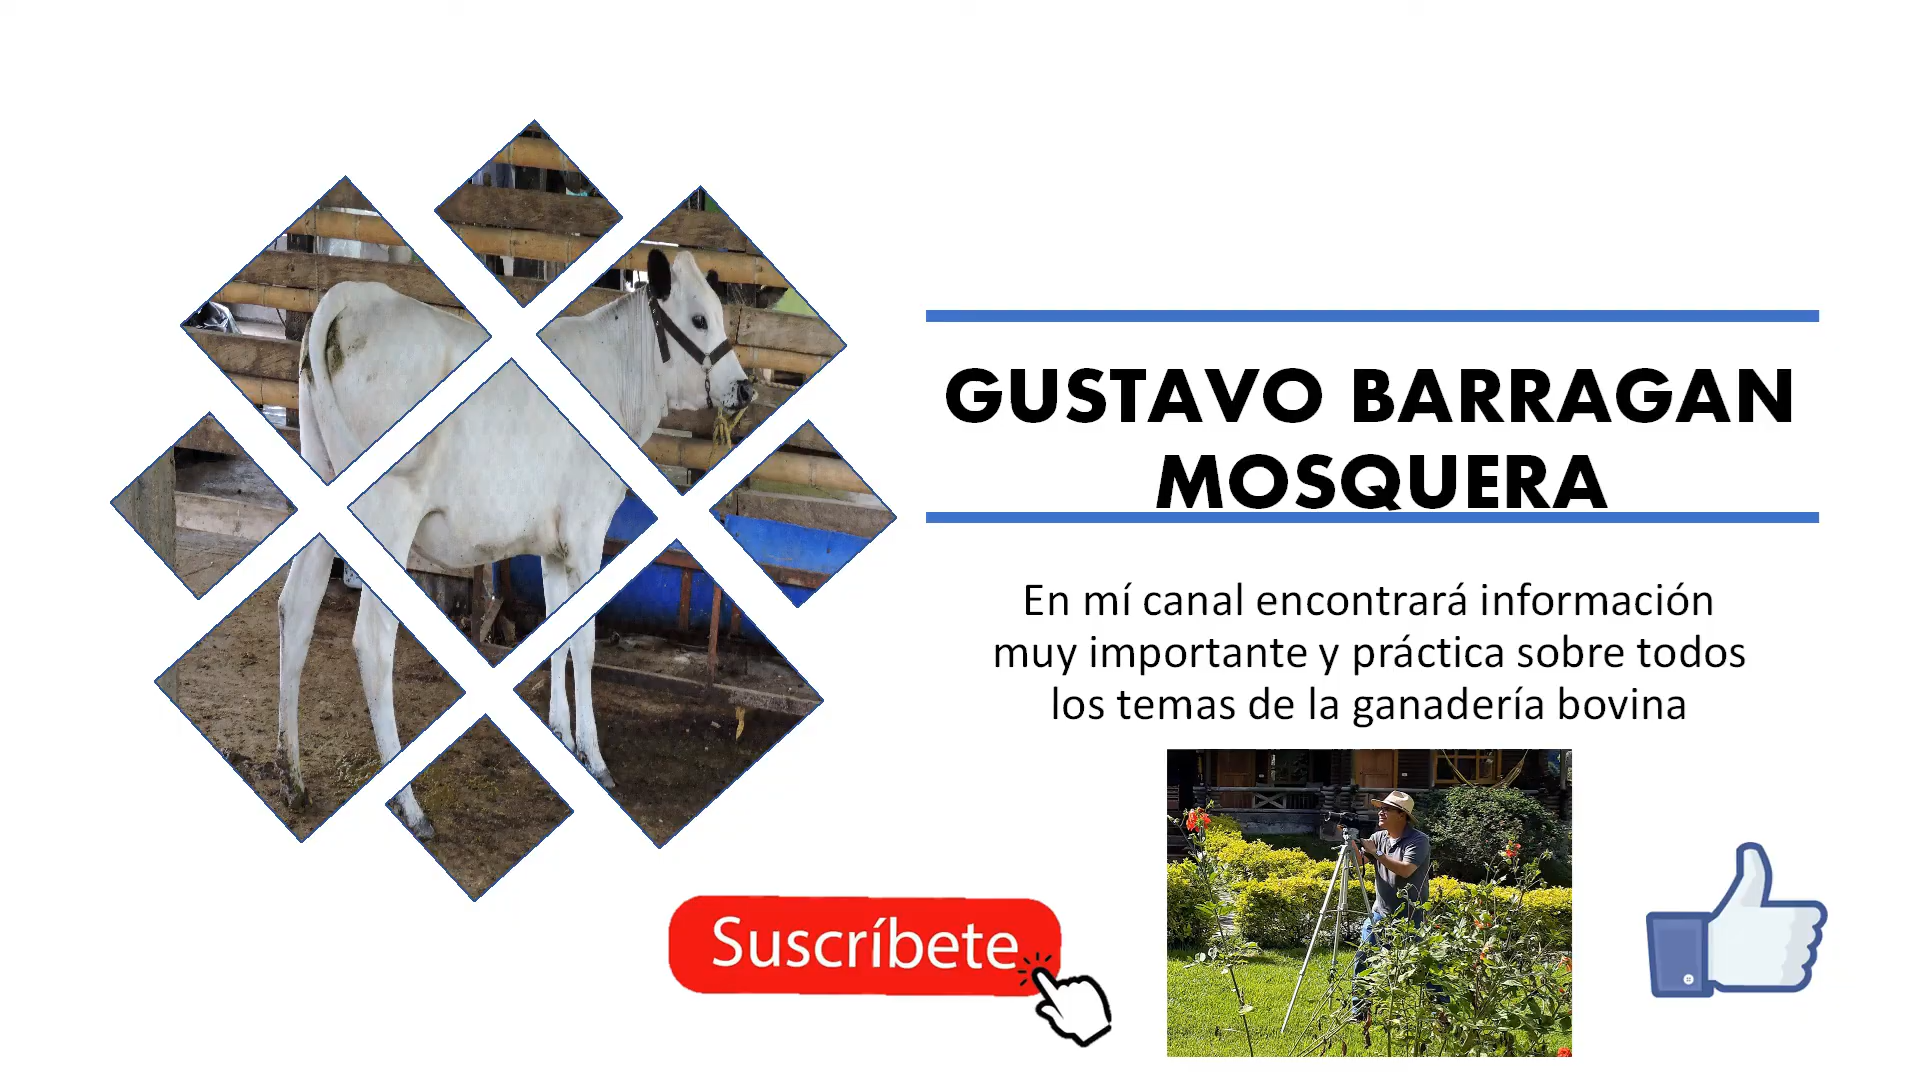 GUSTAVO BARRAGAN
MOSQUERA
En mí canal encontrará información
muy importante y práctica sobre todos
los temas de la ganadería bovina
Suscríbete